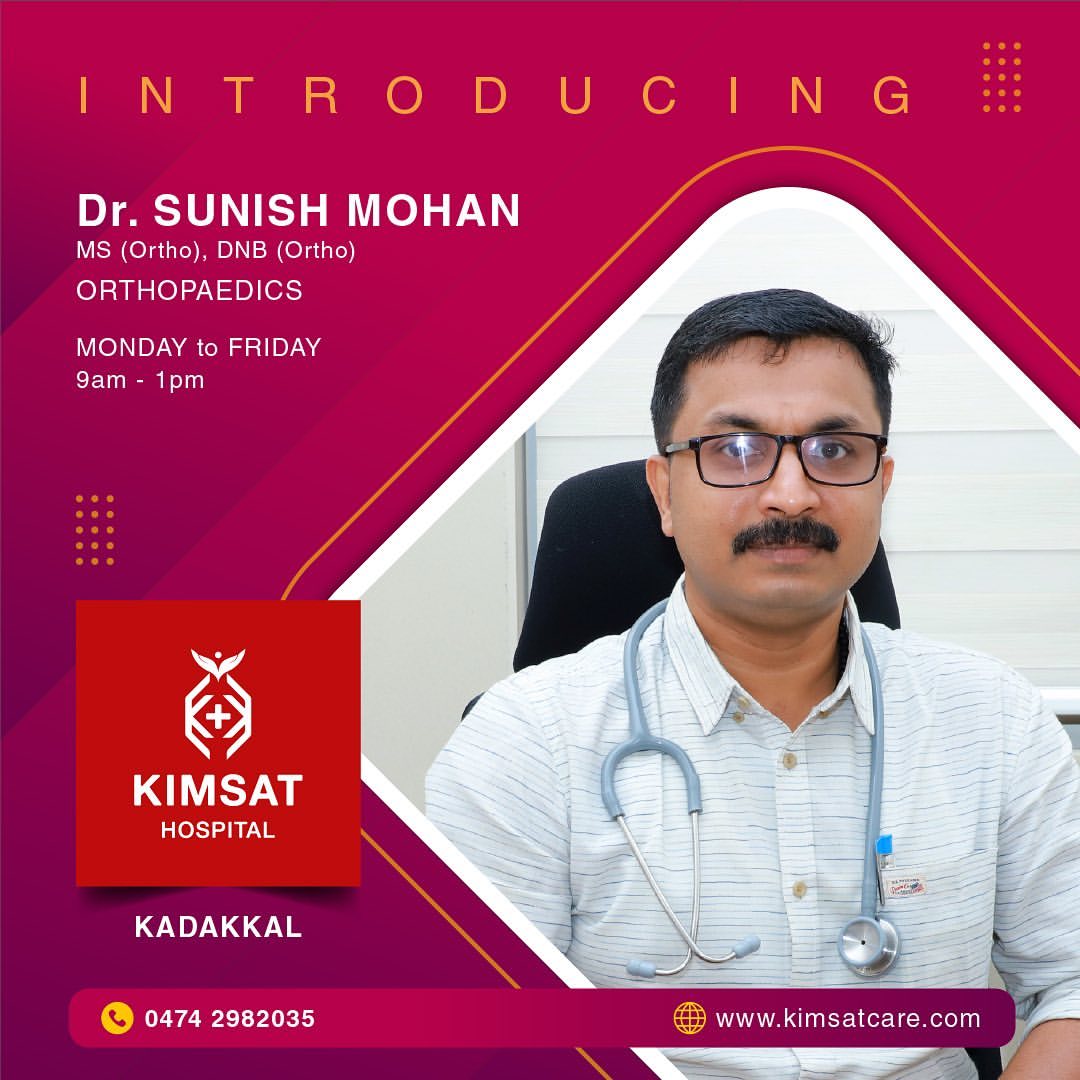 INTRODUCING
Dr. SUNISH MOHAN
MS (Ortho), DNB (Ortho)
ORTHOPAEDICS
MONDAY to FRIDAY
9am - 1pm
KIMSAT
HOSPITAL
KADAKKAL
0474 2982035
www.kimsatcare.com